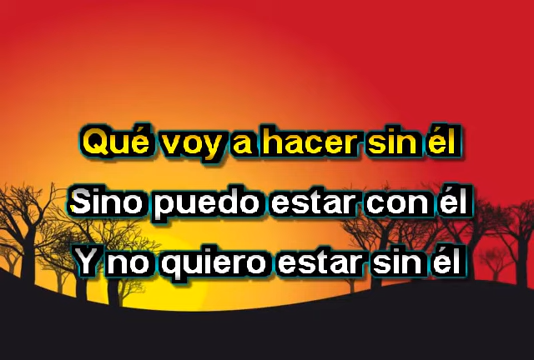 Qué voy a hacer sin él
Sino puedo estar con él
Y no quiero estar sin él